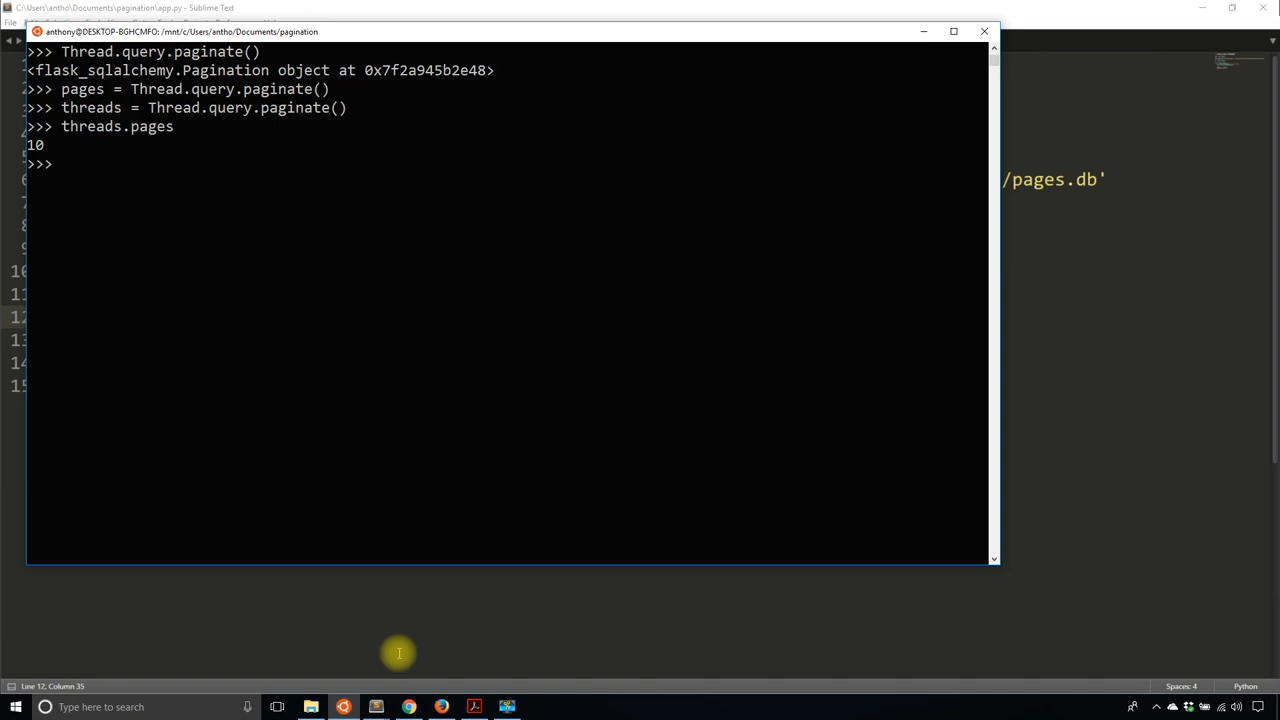 C:\Users\antho\Documents\pagination\app.py - Sublime Text
File
anthony@DESKTOP-BGHCMFO: /mnt/c/Users/antho/Documents/pagination
>>> Thread.query.paginate()
<flask_sqlalchemy.Pagination object at 0x7f2a945b2e48>
>>> pages = Thread.query.paginate()
>>> threads = Thread.query.paginate()
>>> threads.pages
10
>>>
/pages.db'
Line 12, Column 35
Spaces: 4
Python
Type here to search